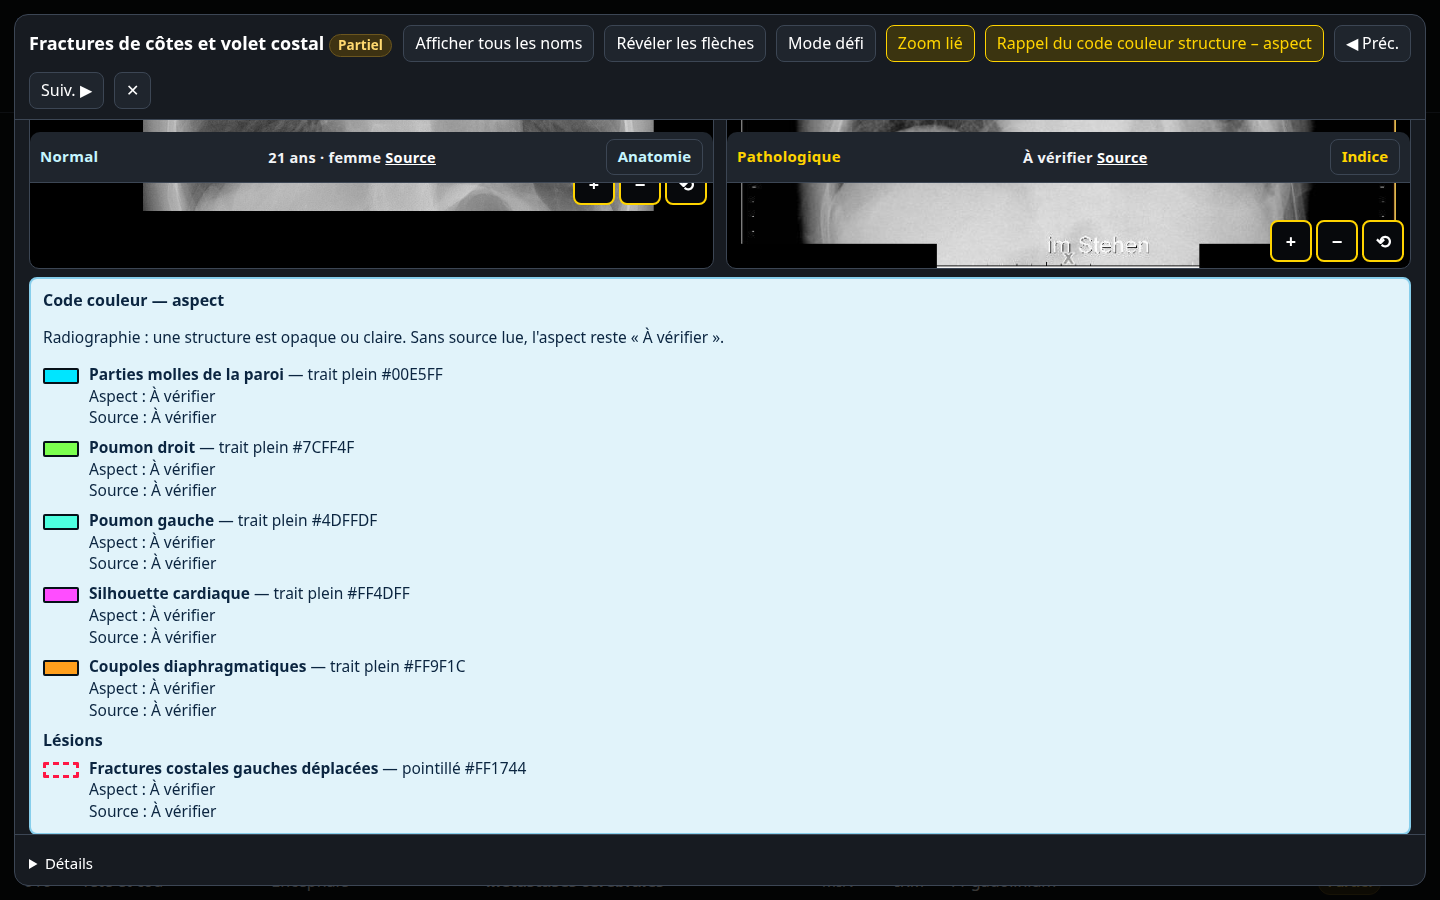 Fractures de côtes et volet costal Partiel Afficher tous les noms Révéler les flèches Mode défi Zoom lié Rappel du code couleur structure – aspect ◀ Préc.
Suiv. ▶ ✕
Normal 21 ans · femme Source Anatomie
Pathologique À vérifier Source Indice
+ − ⟲
im Stehen
X
+ − ⟲
Code couleur — aspect
Radiographie : une structure est opaque ou claire. Sans source lue, l'aspect reste « À vérifier ».
Parties molles de la paroi — trait plein #00E5FF
Aspect : À vérifier
Source : À vérifier
Poumon droit — trait plein #7CFF4F
Aspect : À vérifier
Source : À vérifier
Poumon gauche — trait plein #4DFFDF
Aspect : À vérifier
Source : À vérifier
Silhouette cardiaque — trait plein #FF4DFF
Aspect : À vérifier
Source : À vérifier
Coupoles diaphragmatiques — trait plein #FF9F1C
Aspect : À vérifier
Source : À vérifier
Lésions
Fractures costales gauches déplacées — pointillé #FF1744
Aspect : À vérifier
Source : À vérifier
▶ Détails